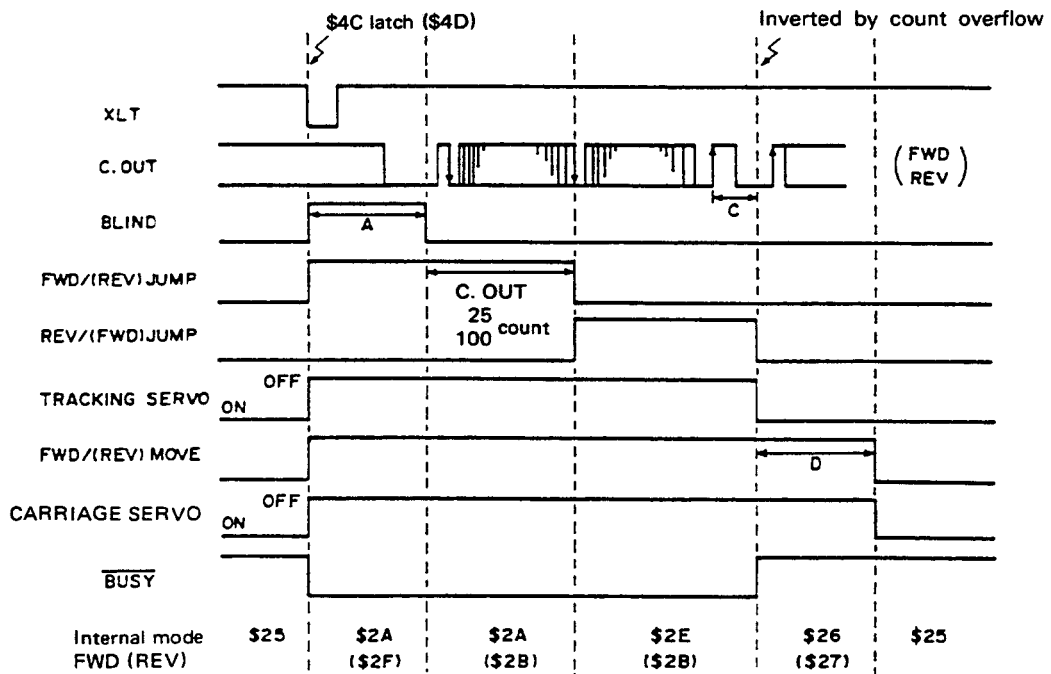 $4C latch ($4D)
Inverted by count overflow
XLT
C. OUT
(FWD
REV)
C
BLIND
A
FWD/(REV) JUMP
C. OUT
25
100 count
REV/(FWD) JUMP
OFF
TRACKING SERVO
ON
FWD/(REV) MOVE
D
OFF
CARRIAGE SERVO
ON
BUSY
Internal mode $25 $2A $2A $2E $26 $25
FWD (REV) ($2F) ($2B) ($2B) ($27)